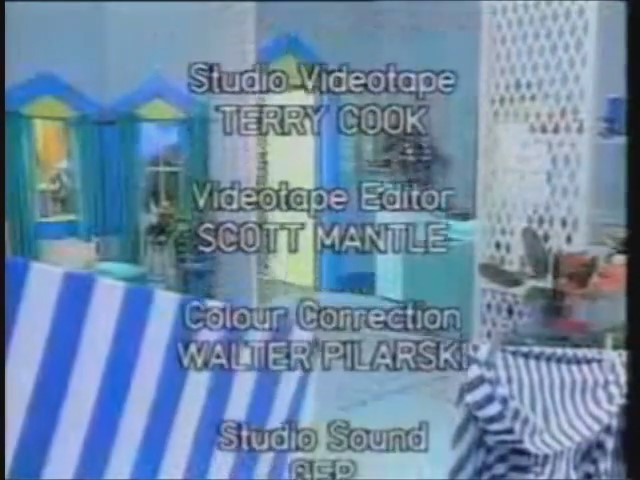 Studio Videotape
TERRY COOK
Videotape Editor
SCOTT MANTLE
Colour Correction
WALTER PILARSKI
Studio Sound